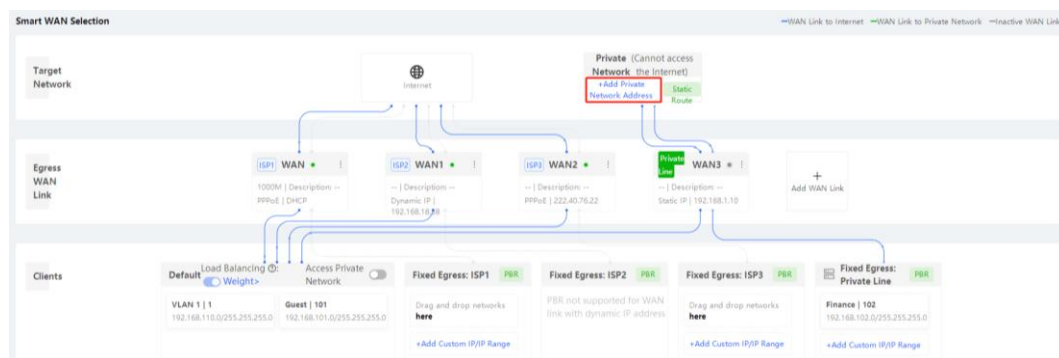 Smart WAN Selection
WAN Link to Internet WAN Link to Private Network Inactive WAN Link
Target
Network
Internet
Private (Cannot access
Network the Internet)
+Add Private
Network Address
Static
Route
Egress
WAN
Link
ISP1 WAN
1000M | Description: --
PPPoE | DHCP
ISP2 WAN1
-- | Description: --
Dynamic IP |
ISP3 WAN2
-- | Description: --
PPPoE | 222.40.76.22
Private
Line
WAN3
-- | Description: --
Static IP | 192.168.1.10
+
Add WAN Link
Clients
Default
Load Balancing ?:
Weight>
Access Private
Network
VLAN 1 | 1
192.168.110.0/255.255.255.0
Guest | 101
192.168.101.0/255.255.255.0
Fixed Egress: ISP1 PBR
Drag and drop networks
here
+Add Custom IP/IP Range
Fixed Egress: ISP2 PBR
PBR not supported for WAN
link with dynamic IP address
Fixed Egress: ISP3 PBR
Drag and drop networks
here
+Add Custom IP/IP Range
Fixed Egress:
Private Line
PBR
Finance | 102
192.168.102.0/255.255.255.0
+Add Custom IP/IP Range